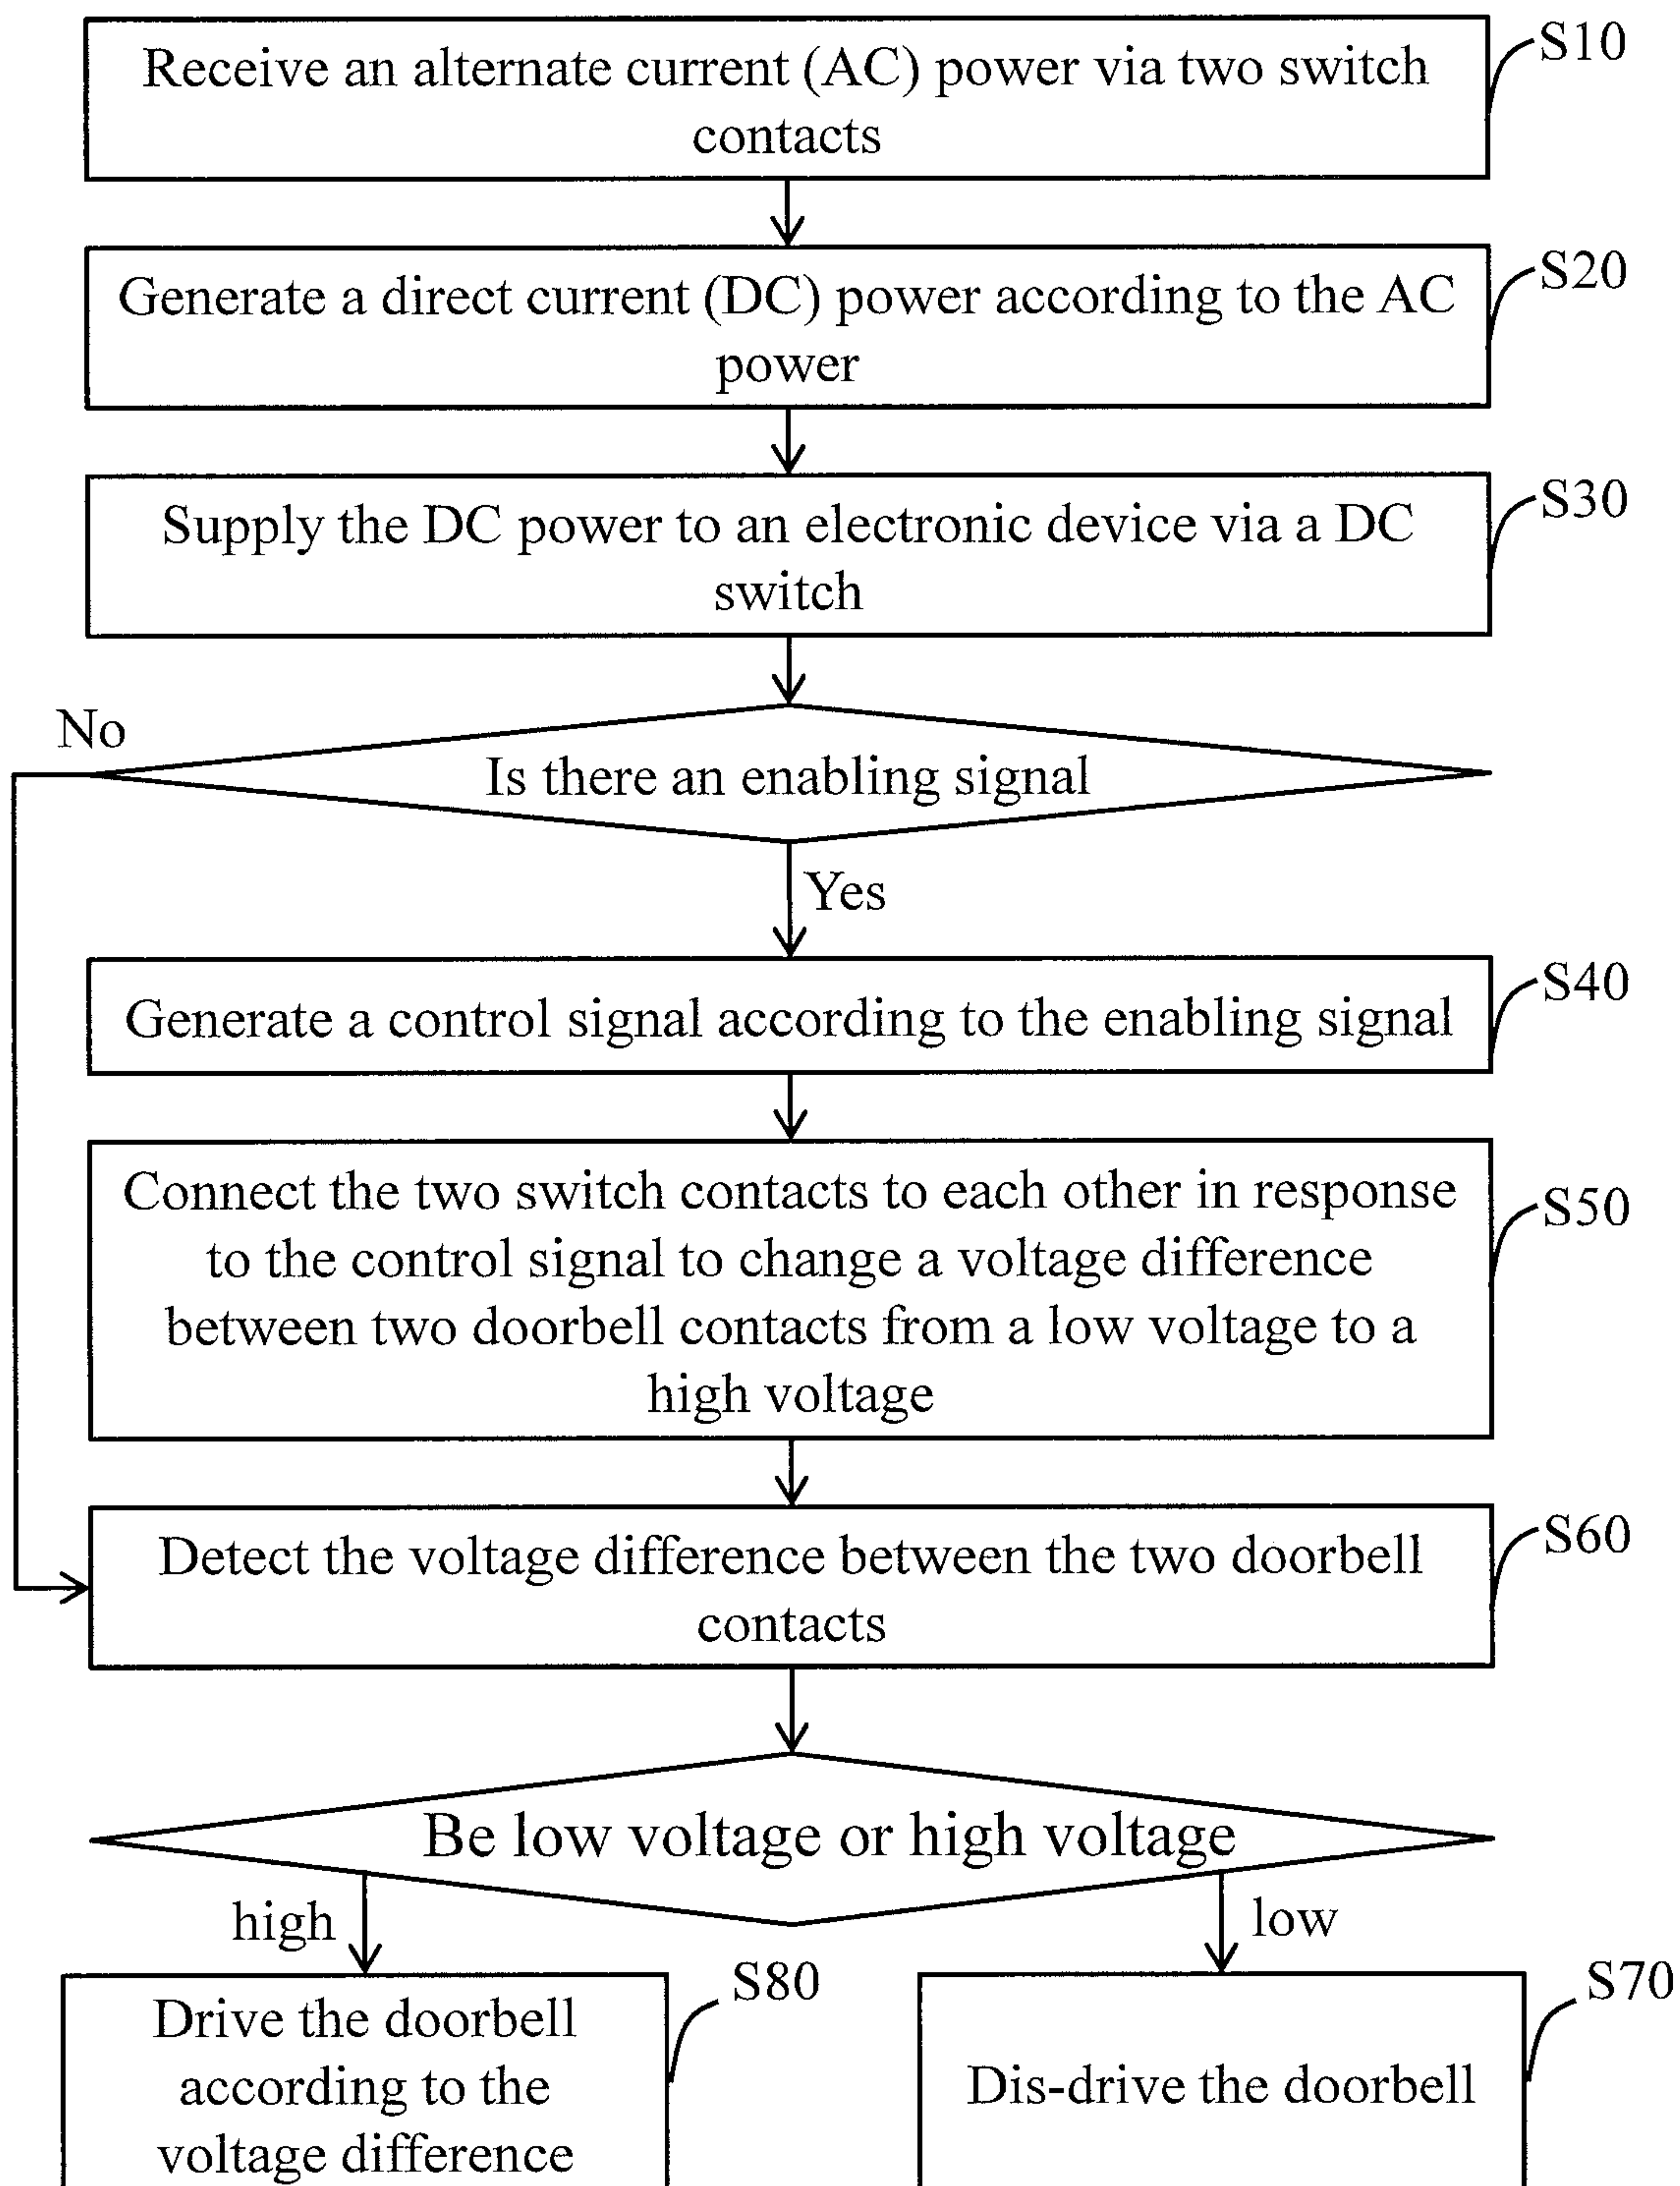 Receive an alternate current (AC) power via two switch
contacts
S10
Generate a direct current (DC) power according to the AC
power
S20
Supply the DC power to an electronic device via a DC
switch
S30
No
Is there an enabling signal
Yes
Generate a control signal according to the enabling signal
S40
Connect the two switch contacts to each other in response
to the control signal to change a voltage difference
between two doorbell contacts from a low voltage to a
high voltage
S50
Detect the voltage difference between the two doorbell
contacts
S60
Be low voltage or high voltage
high
low
Drive the doorbell
according to the
voltage difference
S80
Dis-drive the doorbell
S70